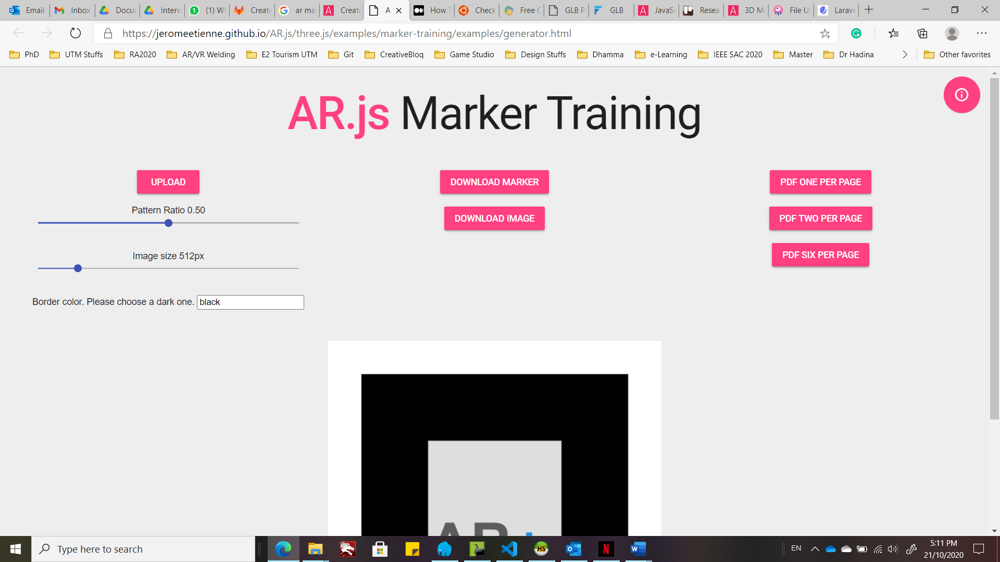 Email
Inbox
Docum
Interv
(1) Wh
Create
ar mar
Creati
A
How T
Check
Free C
GLB P
GLB
JavaSc
Resea
3D Mo
File Up
Larave
https://jeromeetienne.github.io/AR.js/three.js/examples/marker-training/examples/generator.html
PhD
UTM Stuffs
RA2020
AR/VR Welding
E2 Tourism UTM
Git
CreativeBloq
Game Studio
Design Stuffs
Dhamma
e-Learning
IEEE SAC 2020
Master
Dr Hadina
Other favorites
AR.js Marker Training
UPLOAD
Pattern Ratio 0.50
Image size 512px
Border color. Please choose a dark one. black
DOWNLOAD MARKER
DOWNLOAD IMAGE
PDF ONE PER PAGE
PDF TWO PER PAGE
PDF SIX PER PAGE
Type here to search
HS
N
W
EN
5:11 PM
21/10/2020